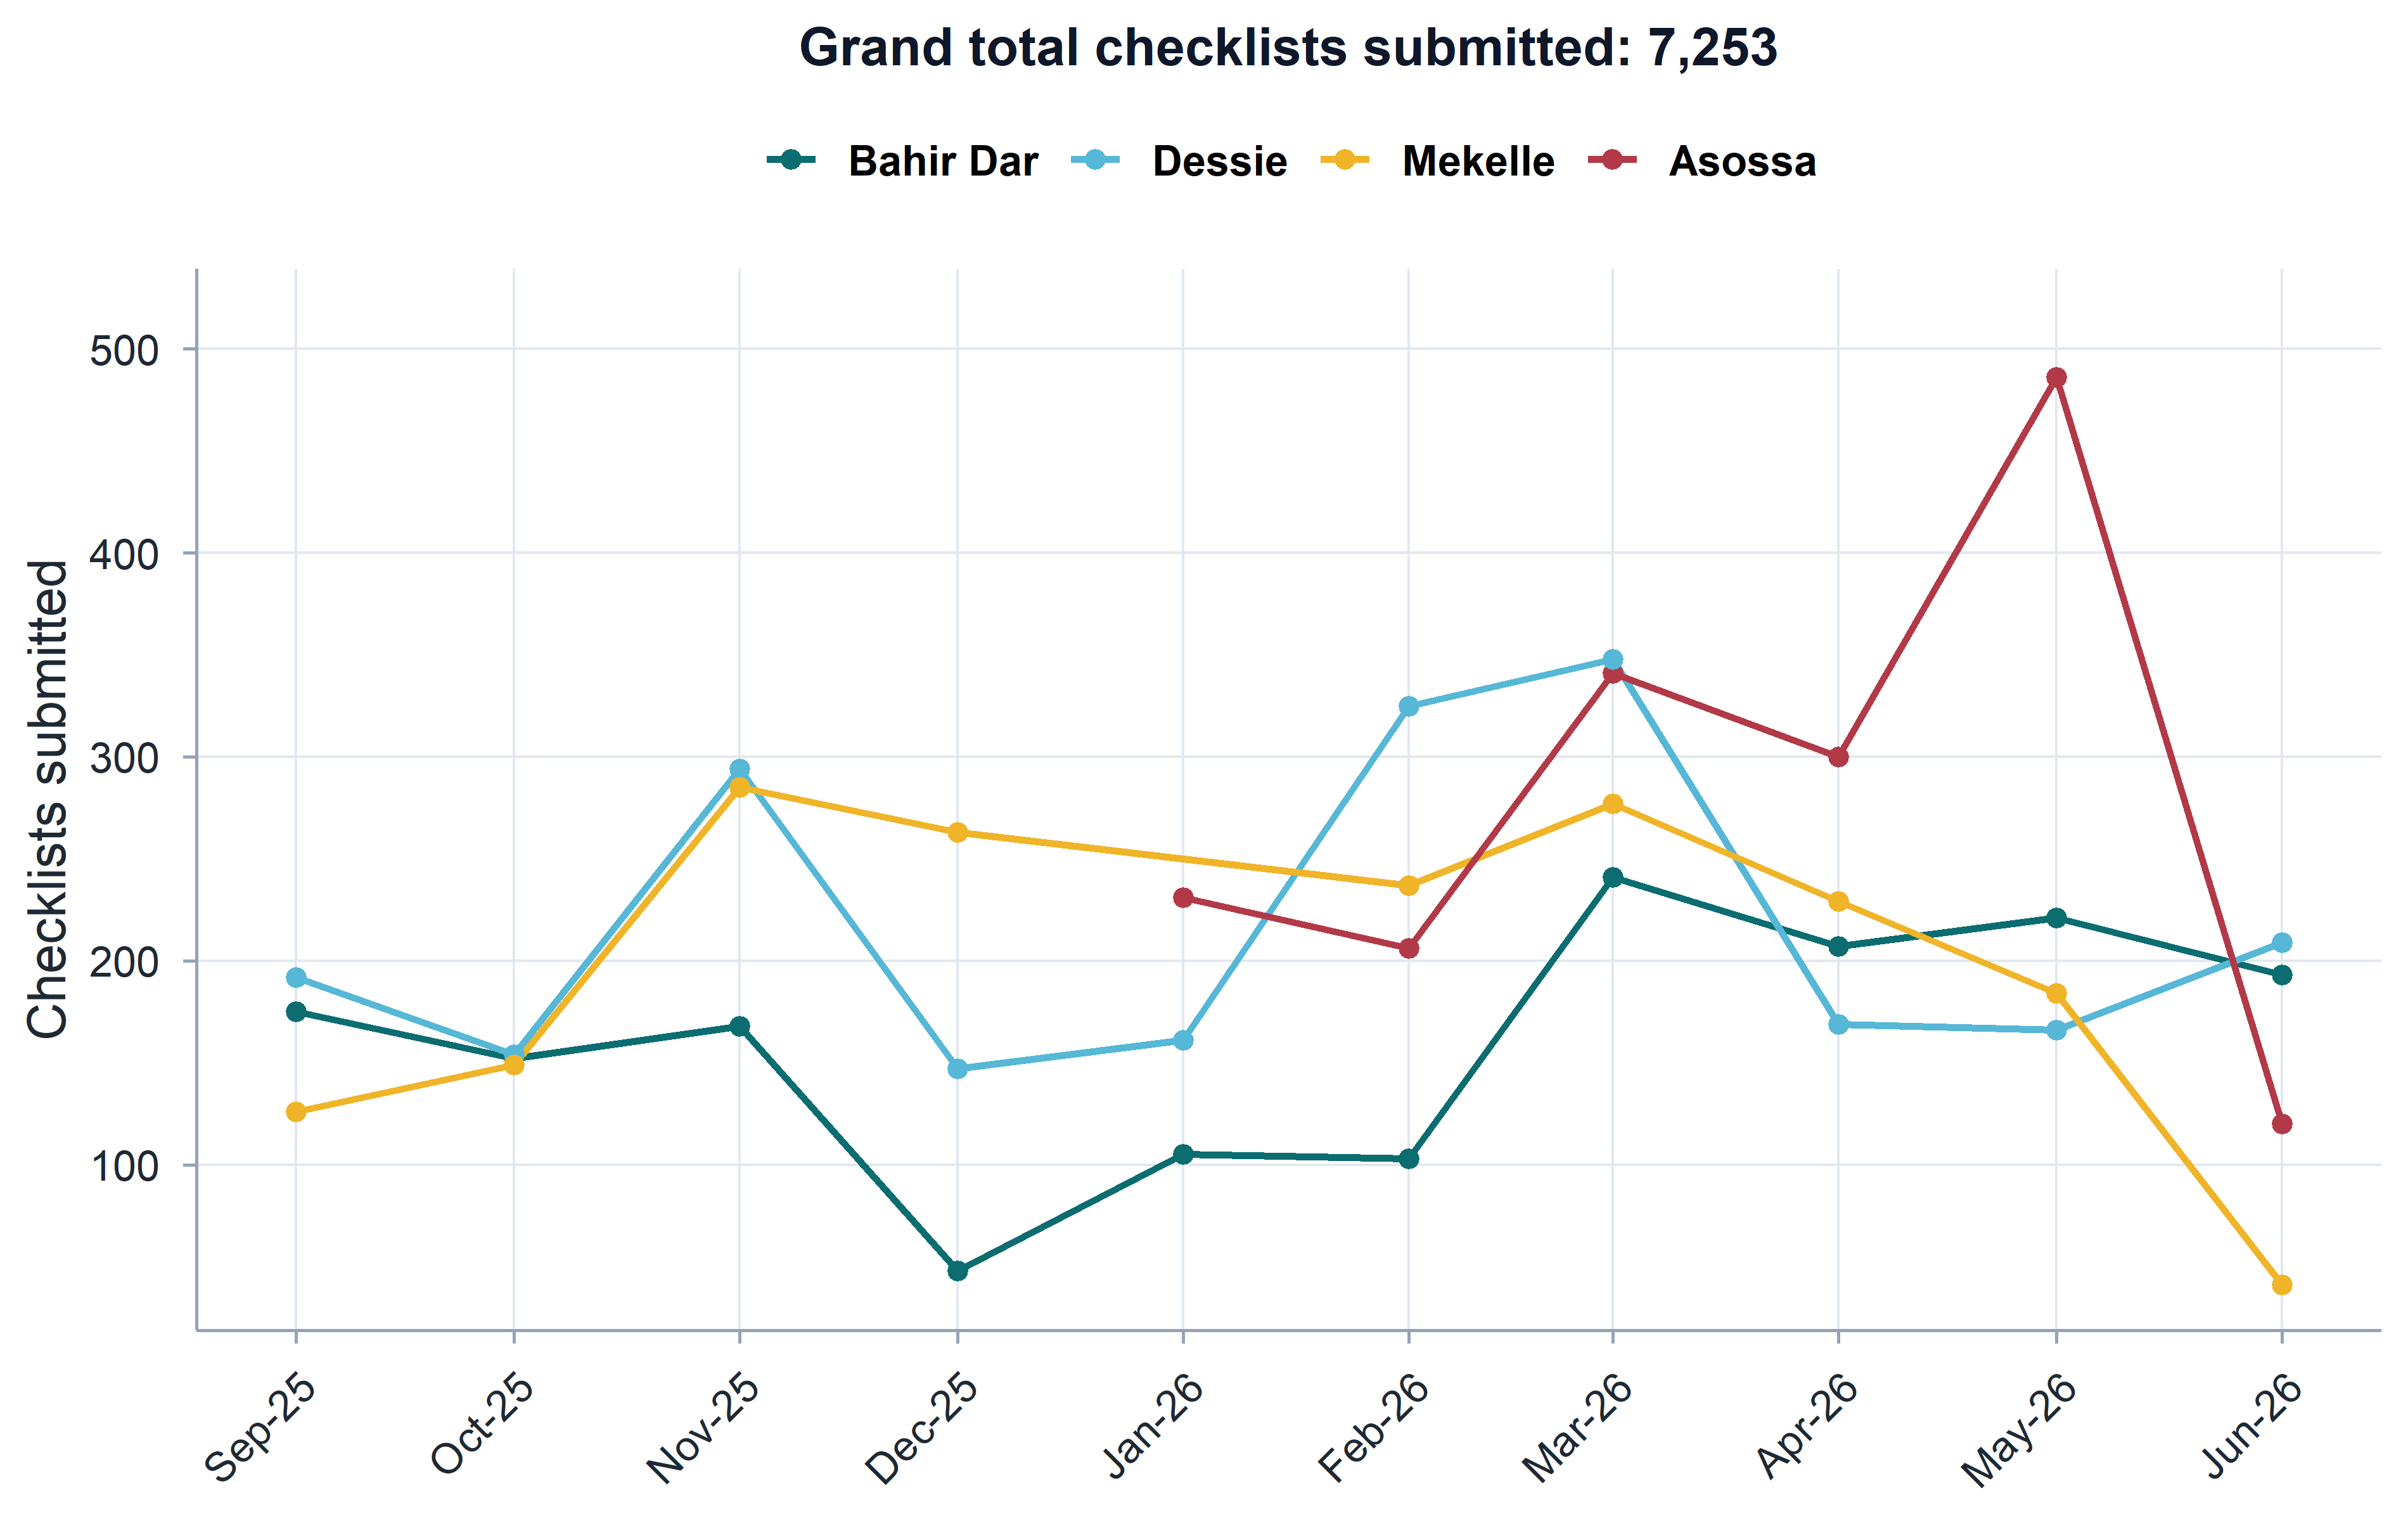 Grand total checklists submitted: 7,253
Bahir Dar Dessie Mekelle Asossa
Checklists submitted
500
400
300
200
100
Sep-25 Oct-25 Nov-25 Dec-25 Jan-26 Feb-26 Mar-26 Apr-26 May-26 Jun-26